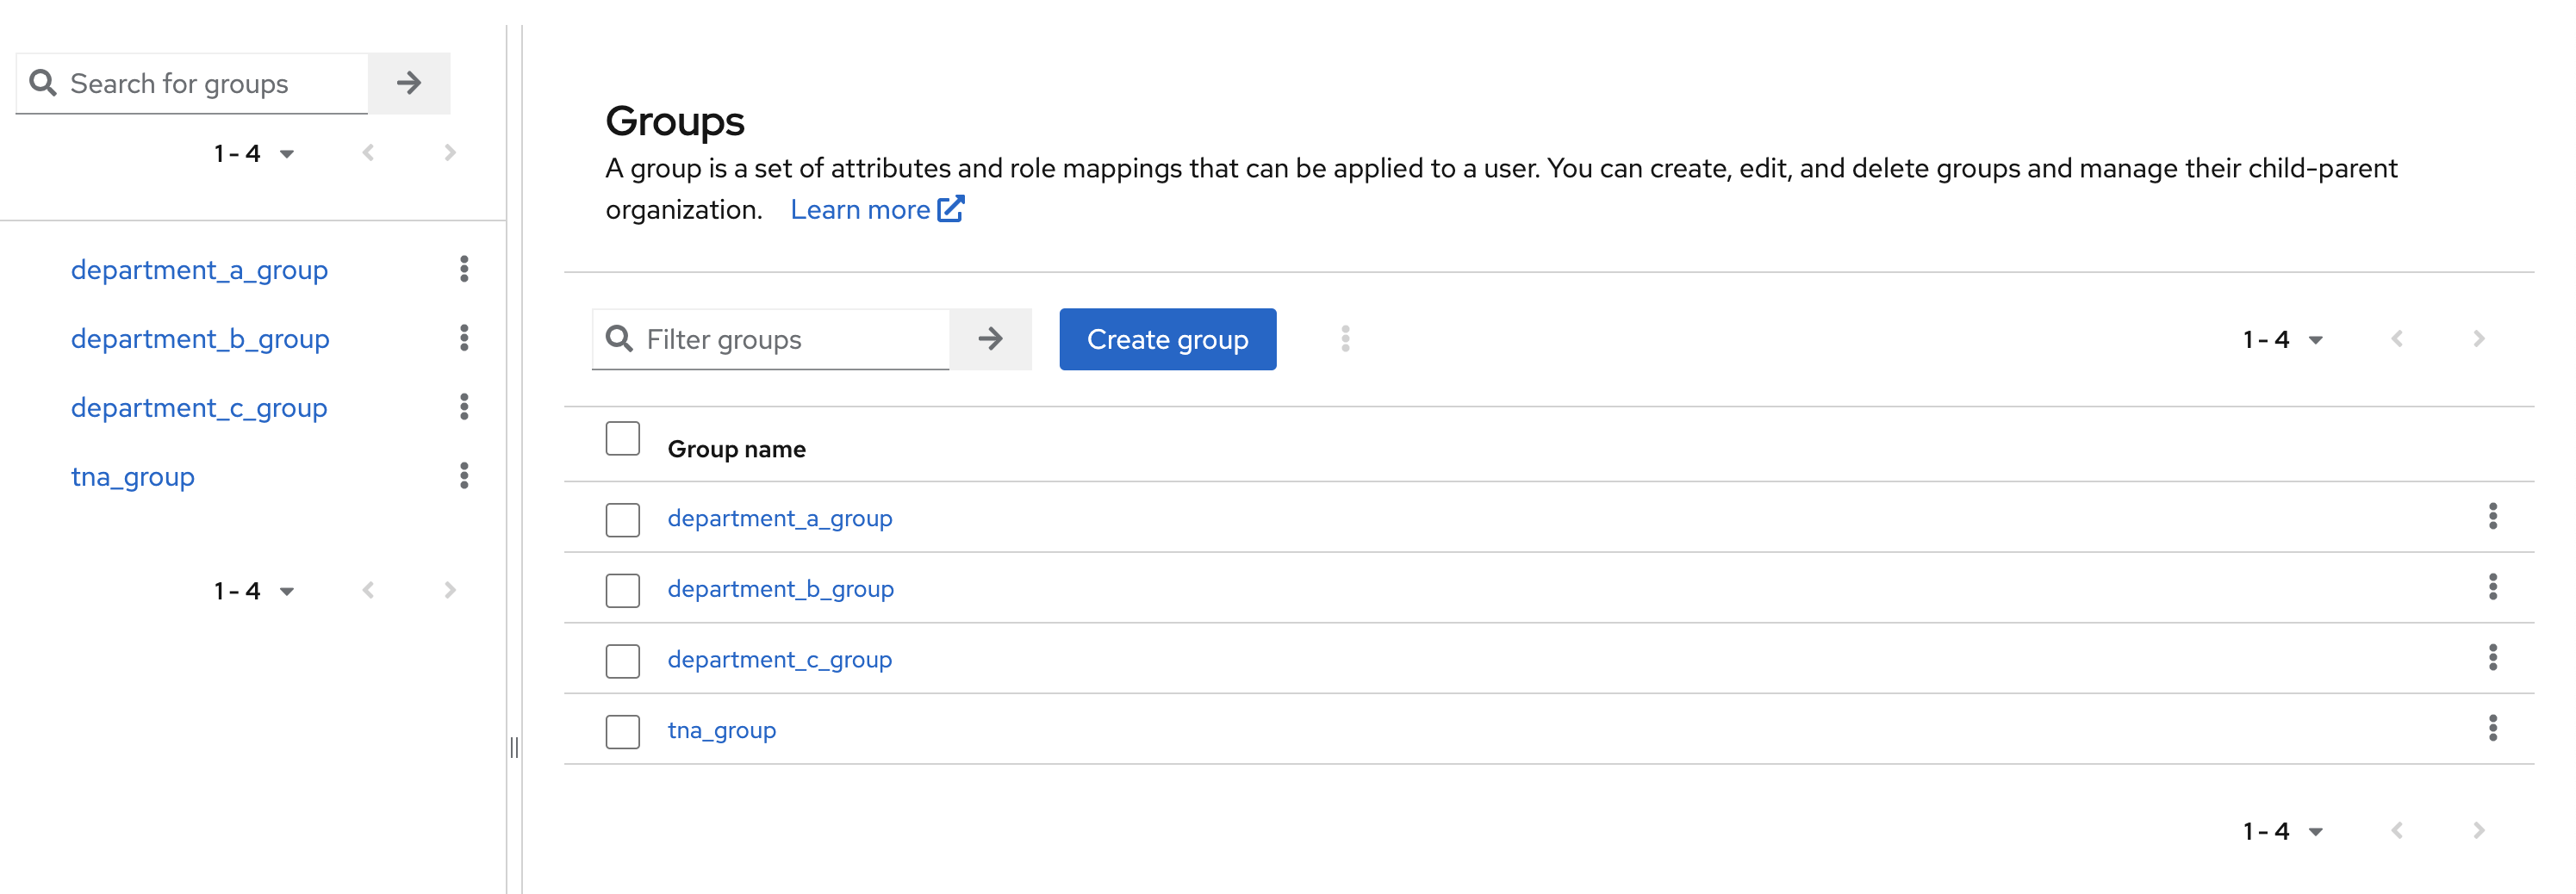 Search for groups
1 - 4
department_a_group
department_b_group
department_c_group
tna_group
1 - 4
Groups
A group is a set of attributes and role mappings that can be applied to a user. You can create, edit, and delete groups and manage their child-parent
organization. Learn more
Filter groups Create group 1 - 4
Group name
department_a_group
department_b_group
department_c_group
tna_group
1 - 4